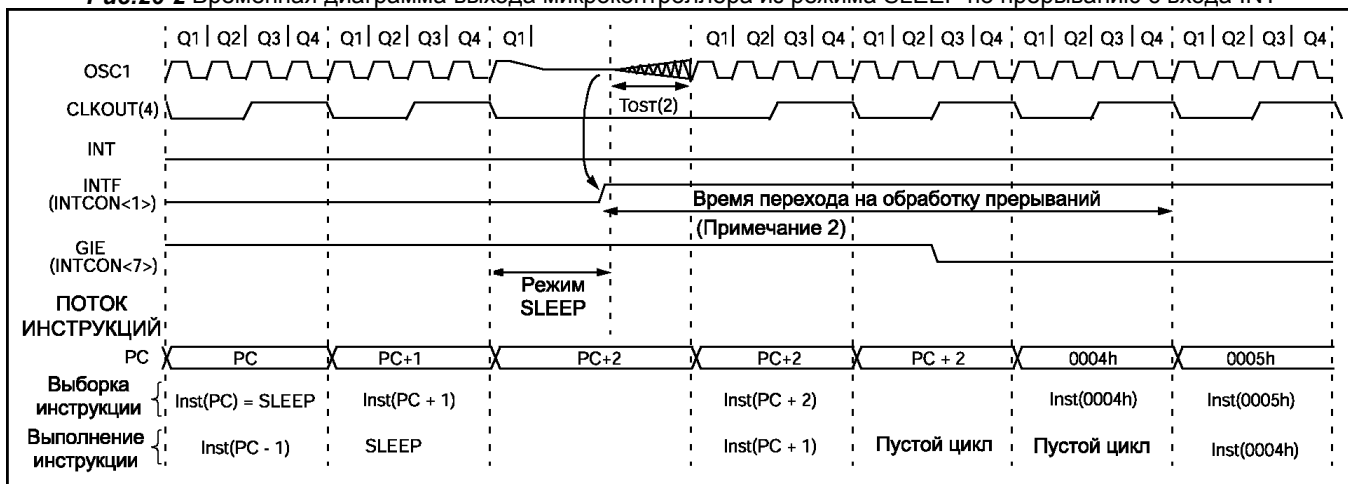 Рис.26-2 Временная диаграмма выхода микроконтроллера из режима SLEEP по прерыванию с входа INT
Q1 Q2 Q3 Q4 Q1 Q2 Q3 Q4 Q1 Q1 Q2 Q3 Q4 Q1 Q2 Q3 Q4 Q1 Q2 Q3 Q4 Q1 Q2 Q3 Q4
OSC1
CLKOUT(4)
TOST(2)
INT
INTF
(INTCON<1>)
Время перехода на обработку прерываний
(Примечание 2)
GIE
(INTCON<7>)
Режим
SLEEP
ПОТОК
ИНСТРУКЦИЙ
PC PC PC+1 PC+2 PC+2 PC + 2 0004h 0005h
Выборка
инструкции
Inst(PC) = SLEEP Inst(PC + 1) Inst(PC + 2) Inst(0004h) Inst(0005h)
Выполнение
инструкции
Inst(PC - 1) SLEEP Inst(PC + 1) Пустой цикл Пустой цикл Inst(0004h)